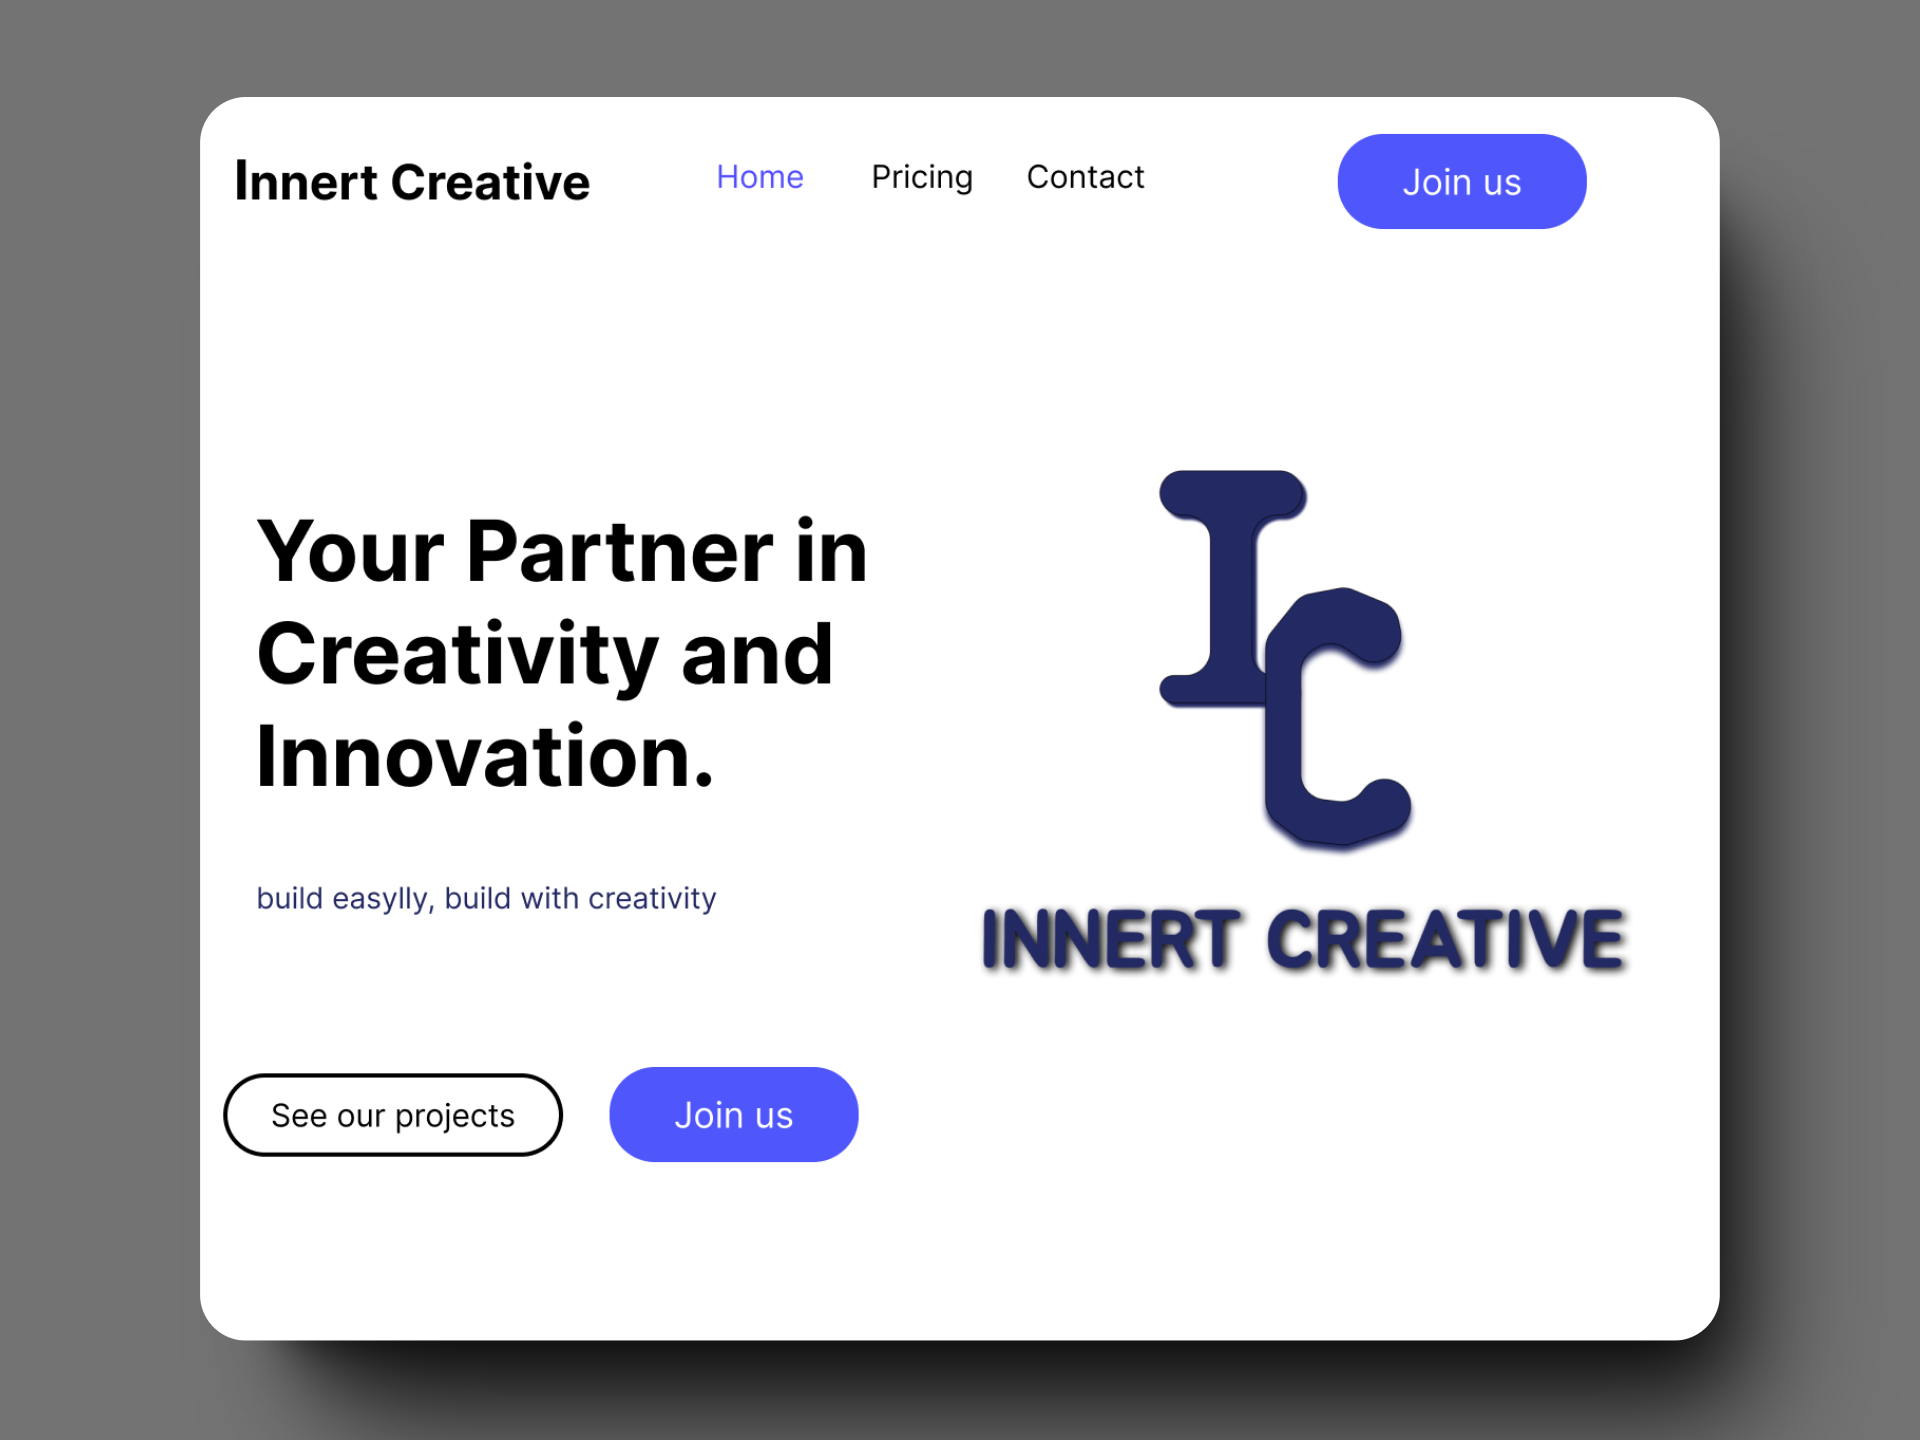 Innert Creative
Home Pricing Contact
Join us
Your Partner in
Creativity and
Innovation.
build easylly, build with creativity
See our projects
Join us
IC
INNERT CREATIVE